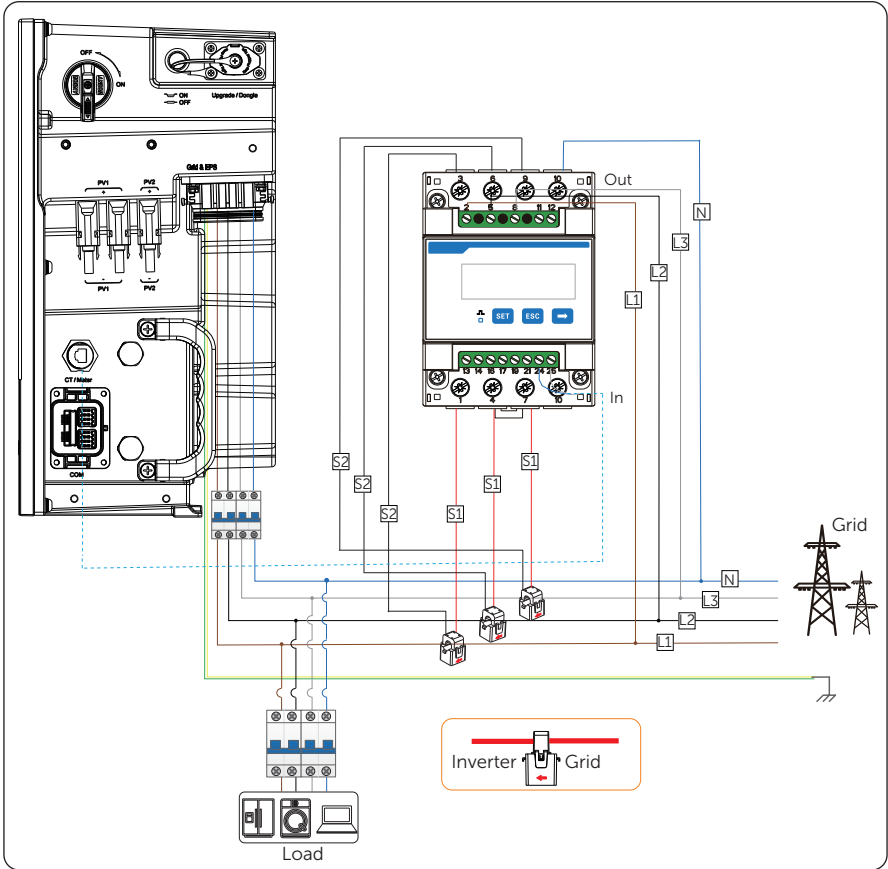 OFF
ON
ON
OFF
Upgrade / Dongle
Grid & EPS
PV1
PV2
+
+
-
-
PV1
PV2
CT / Meter
COM
3 6 9 10
Out
2 5 8 11 12
SET ESC
13 14 16 17 19 21 24 25
1 4 7 10
In
N
L3
L2
L1
S2
S2
S2
S1
S1
S1
Grid
N
L3
L2
L1
Inverter
Grid
Load